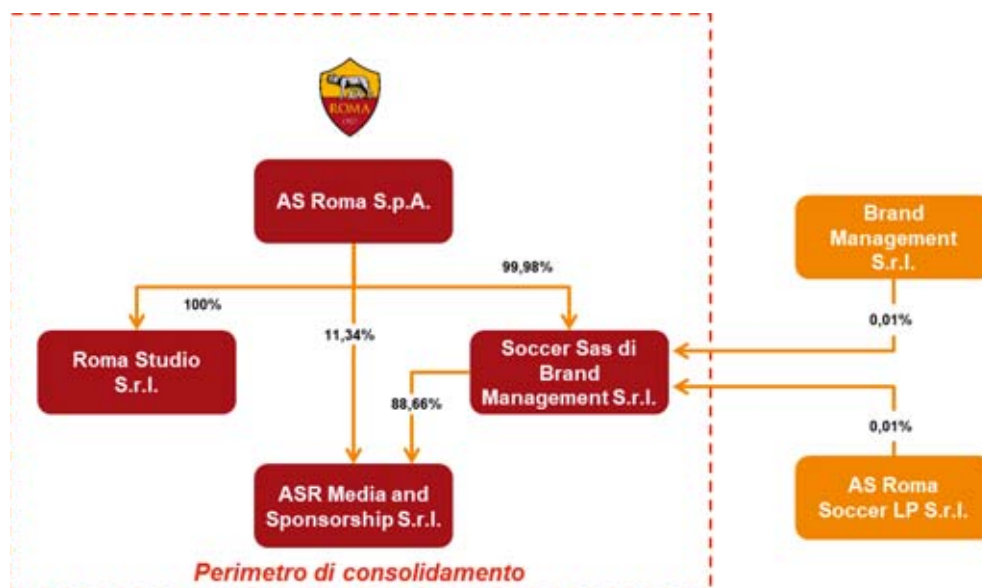 ROMA
1927
AS Roma S.p.A.
Brand
Management
S.r.l.
99,98%
100%
11,34%
0,01%
Roma Studio
S.r.l.
Soccer Sas di
Brand
Management S.r.l.
88,66%
0,01%
ASR Media and
Sponsorship S.r.l.
AS Roma
Soccer LP S.r.l.
Perimetro di consolidamento